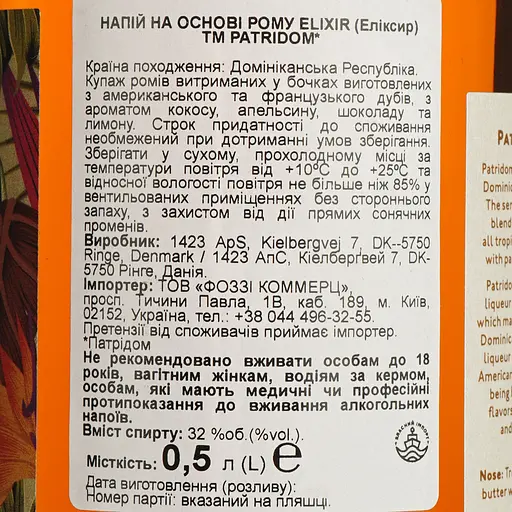 НАПІЙ НА ОСНОВІ РОМУ ELIXIR (Еліксир)
ТМ PATRIDOM*
Країна походження: Домініканська Республіка.
Купаж ромів витриманих у бочках виготовлених
з американського та французького дубів, з
ароматом кокосу, апельсину, шоколаду та
лимону. Строк придатності до споживання
необмежений при дотриманні умов зберігання.
Зберігати у сухому, прохолодному місці за
температури повітря від +10°С до +25°С та
відносної вологості повітря не більше ніж 85% у
вентильованих приміщеннях без стороннього
запаху, з захистом від дії прямих сонячних
променів.
Виробник: 1423 ApS, Kielbergvej 7, DK--5750
Ringe, Denmark / 1423 АпС, Кіелбергвей 7, DK-
5750 Рінге, Данія.
Імпортер: ТОВ «ФОЗЗІ КОММЕРЦ»,
просп. Тичини Павла, 1В, каб. 189, м. Київ,
02152, Україна, тел.: +38 044 496-32-55.
Претензії від споживачів приймає імпортер.
*Патрідом
Не рекомендовано вживати особам до 18
років, вагітним жінкам, водіям за кермом,
особам, які мають медичні чи професійні
протипоказання до вживання алкогольних
напоїв.
Вміст спирту: 32 %об.(%vol.).
Місткість: 0,5 л (L) e
Дата виготовлення (розливу):
Номер партії: вказаний на пляшці.
ВЛАСНИЙ ІМПОРТ
Patridom
Dominic
The ser
blend
all tropi
with pa
Patrido
liqueur
which ma
Dominic
liqueur
American
being
flavors
and
Nose: Tr
butter w